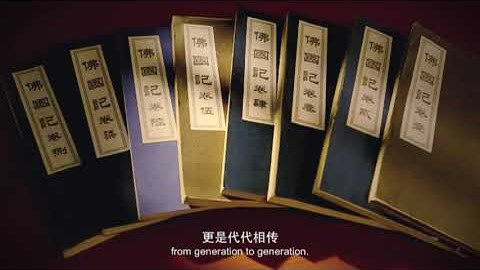 佛國記卷捌
佛國記卷柒
佛國記卷陸
佛國記卷伍
佛國記卷肆
佛國記卷
佛國記卷貳
佛國記卷壹
更是代代相传
from generation to generation.